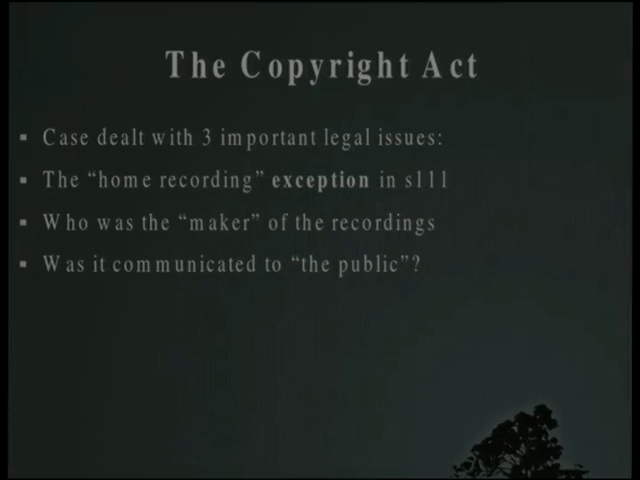 The Copyright Act
▪ Case dealt with 3 important legal issues:
▪ The “home recording” exception in s111
▪ Who was the “maker” of the recordings
▪ Was it communicated to “the public”?